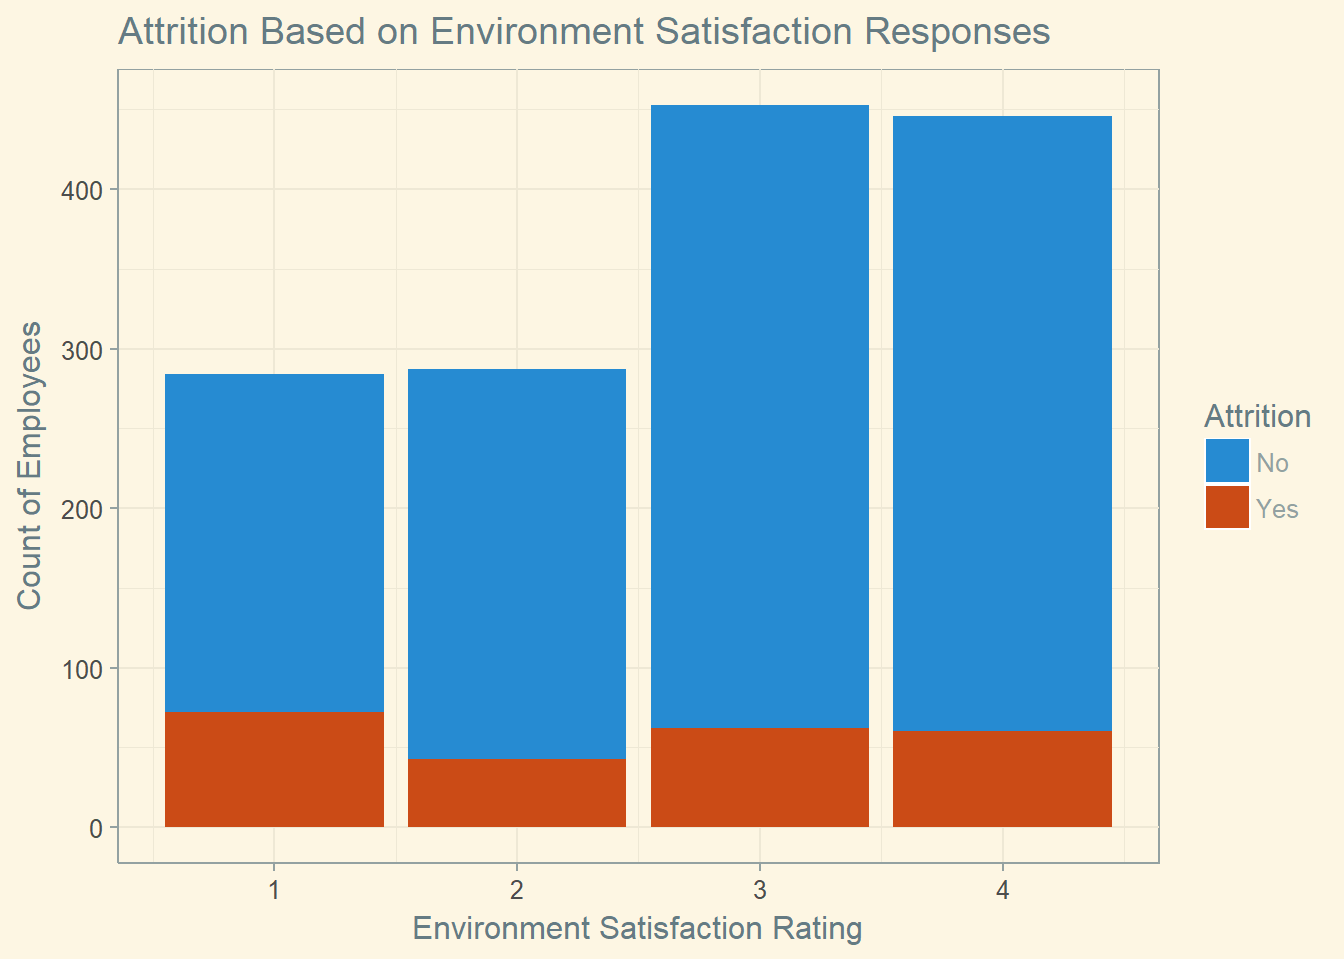 Attrition Based on Environment Satisfaction Responses
Count of Employees
400
300
200
100
0
1
2
3
4
Environment Satisfaction Rating
Attrition
No
Yes